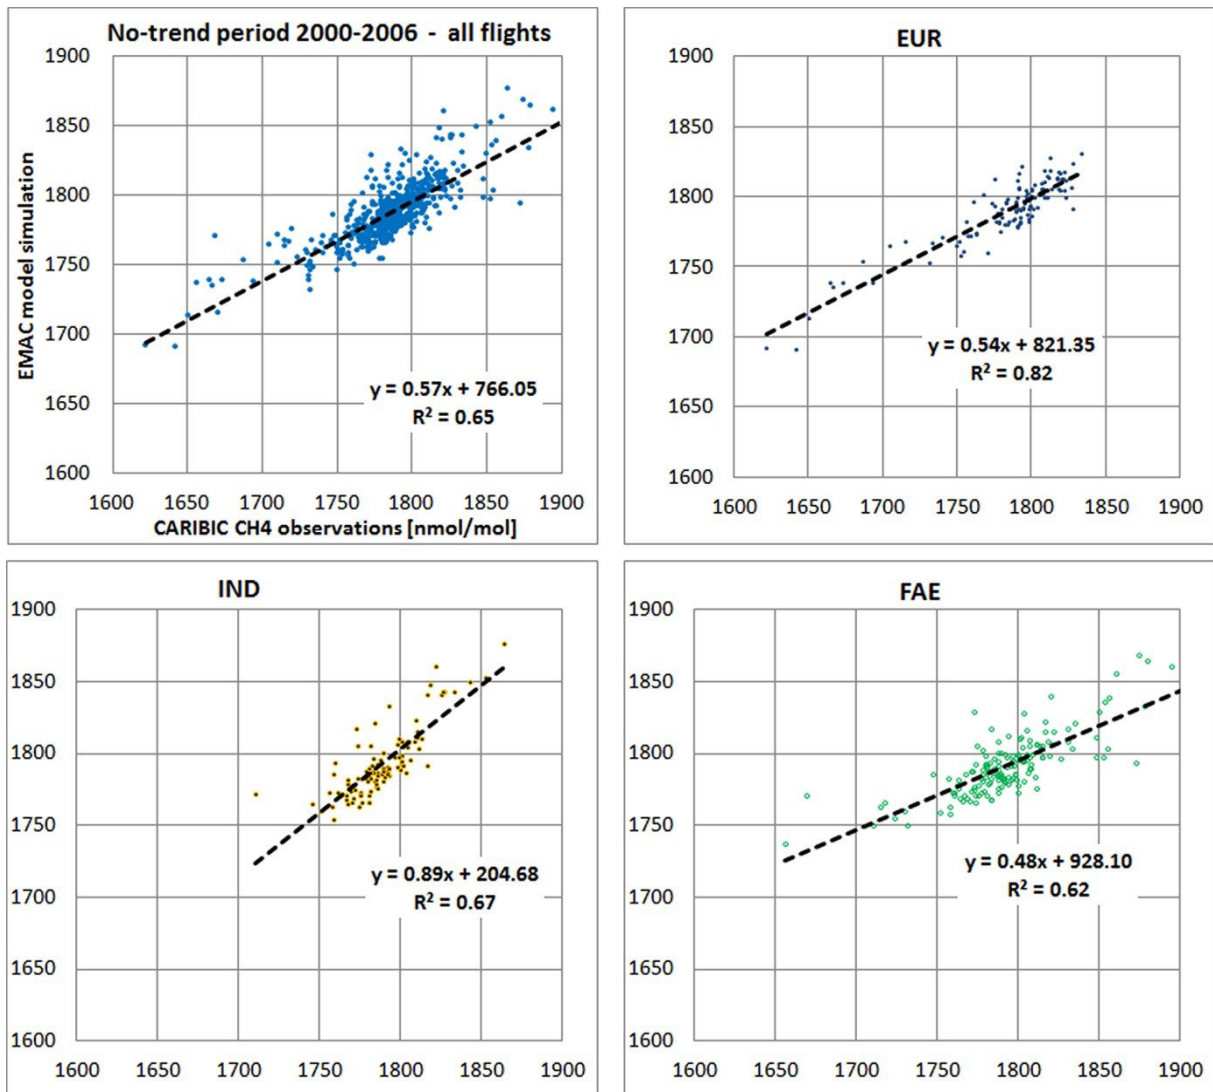 No-trend period 2000-2006 - all flights
1900
1850
1800
1750
1700
1650
1600
EMAC model simulation
y = 0.57x + 766.05
R² = 0.65
1600 1650 1700 1750 1800 1850 1900
CARIBIC CH4 observations [nmol/mol]
EUR
1900
1850
1800
1750
1700
1650
1600
y = 0.54x + 821.35
R² = 0.82
1600 1650 1700 1750 1800 1850 1900
IND
1900
1850
1800
1750
1700
1650
1600
y = 0.89x + 204.68
R² = 0.67
1600 1650 1700 1750 1800 1850 1900
FAE
1900
1850
1800
1750
1700
1650
1600
y = 0.48x + 928.10
R² = 0.62
1600 1650 1700 1750 1800 1850 1900